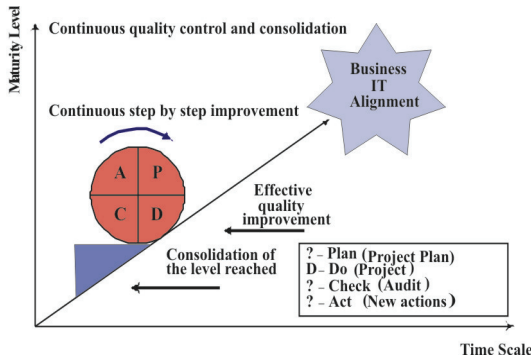 Maturity Level
Continuous quality control and consolidation
Business
IT
Alignment
Continuous step by step improvement
A P
C D
Effective
quality
improvement
Consolidation
of the level reached
? – Plan (Project Plan)
D– Do (Project)
? – Check (Audit)
? – Act (New actions)
Time Scale